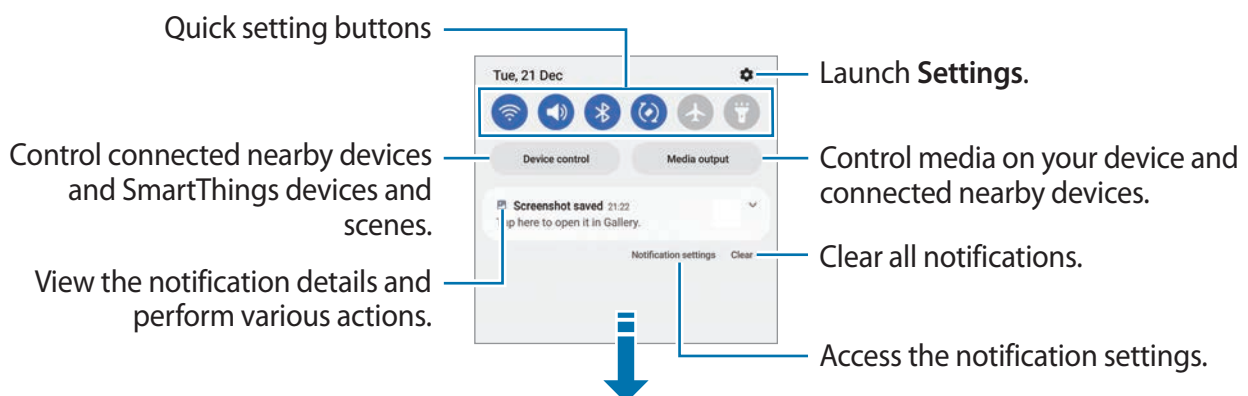 Quick setting buttons
Tue, 21 Dec
Launch Settings.
Control connected nearby devices
and SmartThings devices and
scenes.
Device control
Media output
Control media on your device and
connected nearby devices.
Screenshot saved 21:22
Tap here to open it in Gallery.
View the notification details and
perform various actions.
Notification settings
Clear
Clear all notifications.
Access the notification settings.